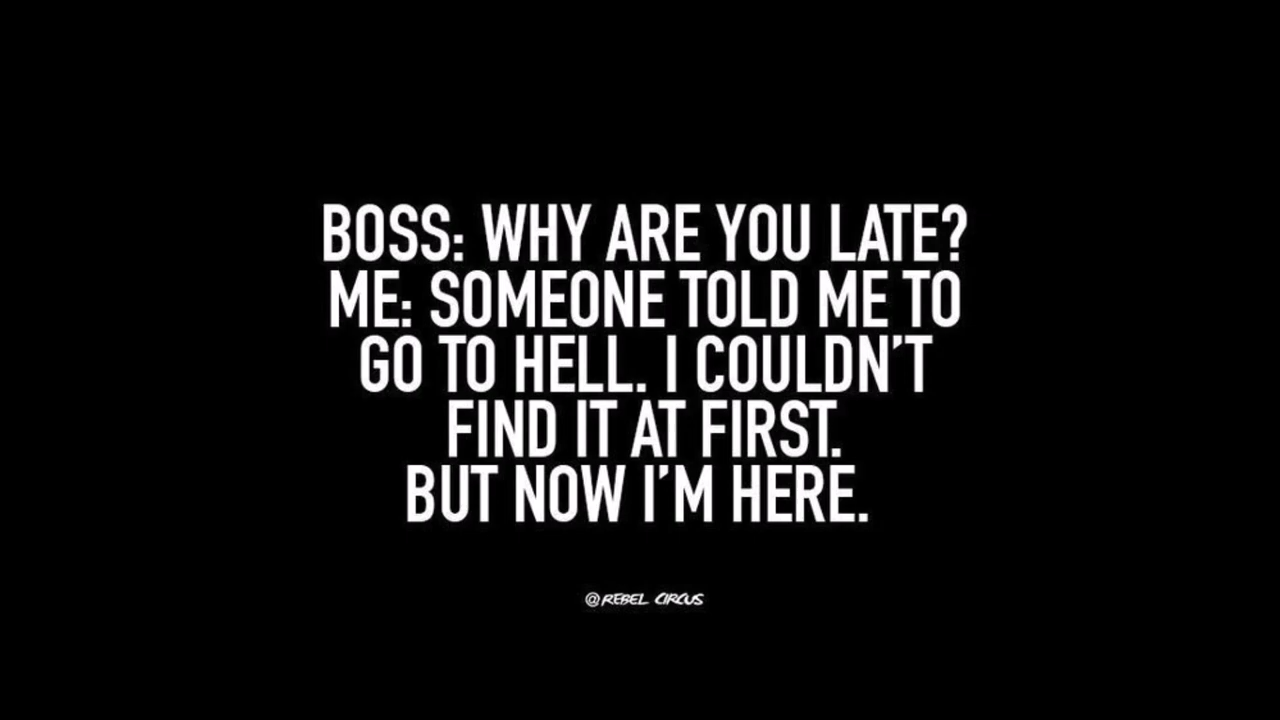 BOSS: WHY ARE YOU LATE?
ME: SOMEONE TOLD ME TO
GO TO HELL. I COULDN'T
FIND IT AT FIRST.
BUT NOW I'M HERE.
@REBEL CIRCUS